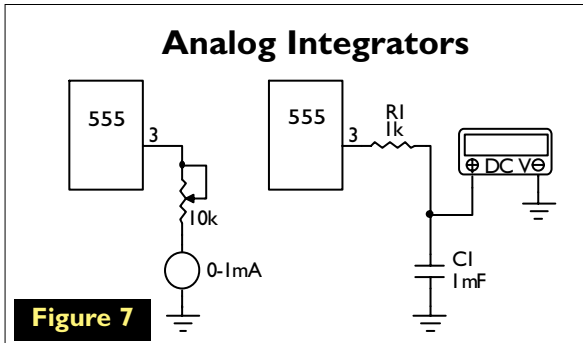 Analog Integrators
555
3
10k
0-1mA
555
3
R1
1k
DC V
C1
1mF
Figure 7